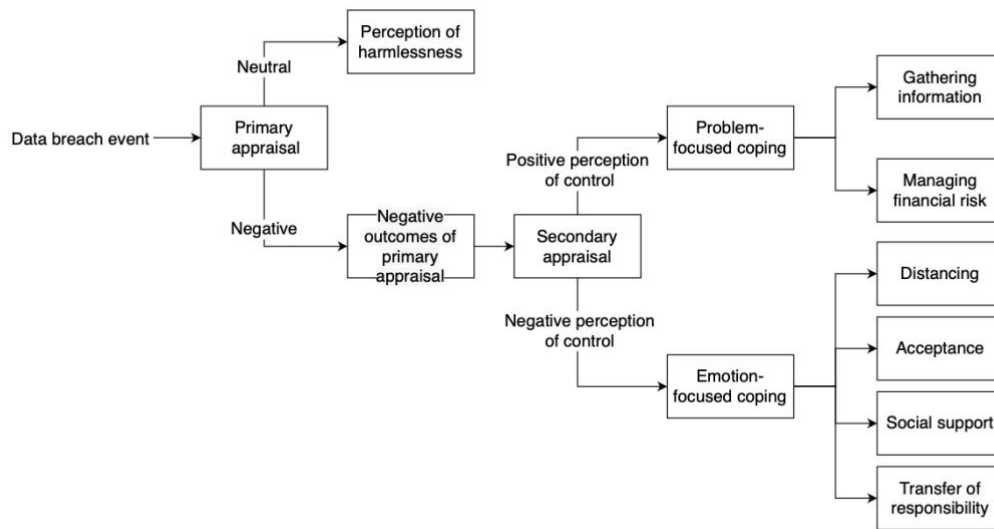 Data breach event
Primary
appraisal
Neutral
Perception of
harmlessness
Negative
Negative
outcomes of
primary
appraisal
Secondary
appraisal
Positive perception
of control
Problem-
focused coping
Gathering
information
Managing
financial risk
Negative perception
of control
Emotion-
focused coping
Distancing
Acceptance
Social support
Transfer of
responsibility